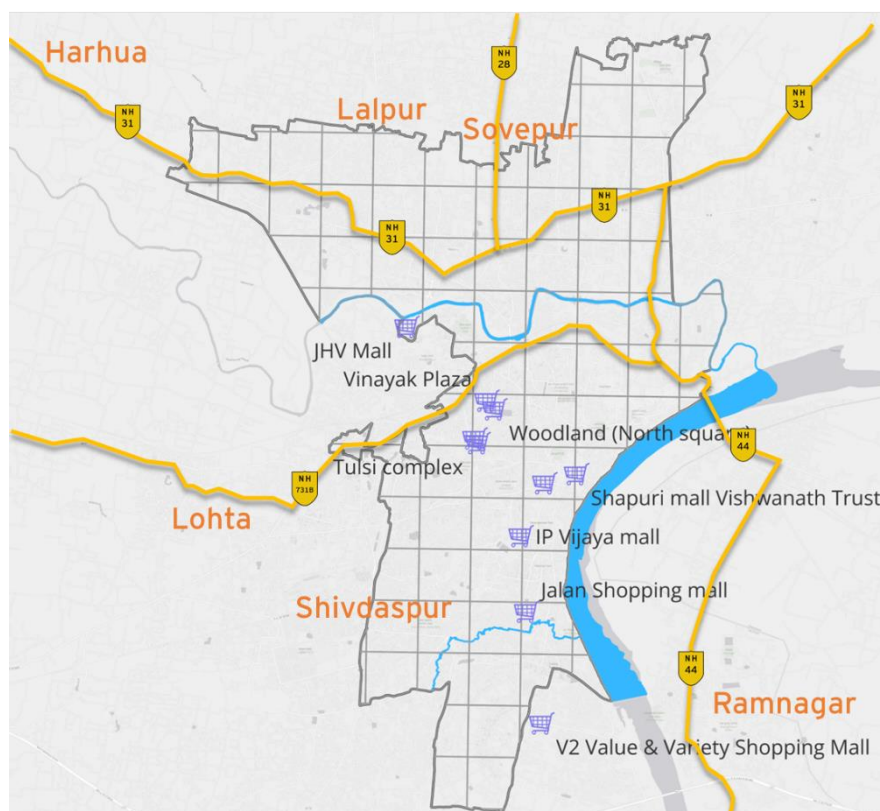 Harhua
NH
28
NH
31
NH
31
Lalpur
Sovepur
NH
31
NH
31
JHV Mall
Vinayak Plaza
Woodland (North square)
NH
44
Tulsi complex
NH
731B
Shapuri mall Vishwanath Trust
Lohta
IP Vijaya mall
Jalan Shopping mall
Shivdaspur
NH
44
Ramnagar
V2 Value & Variety Shopping Mall